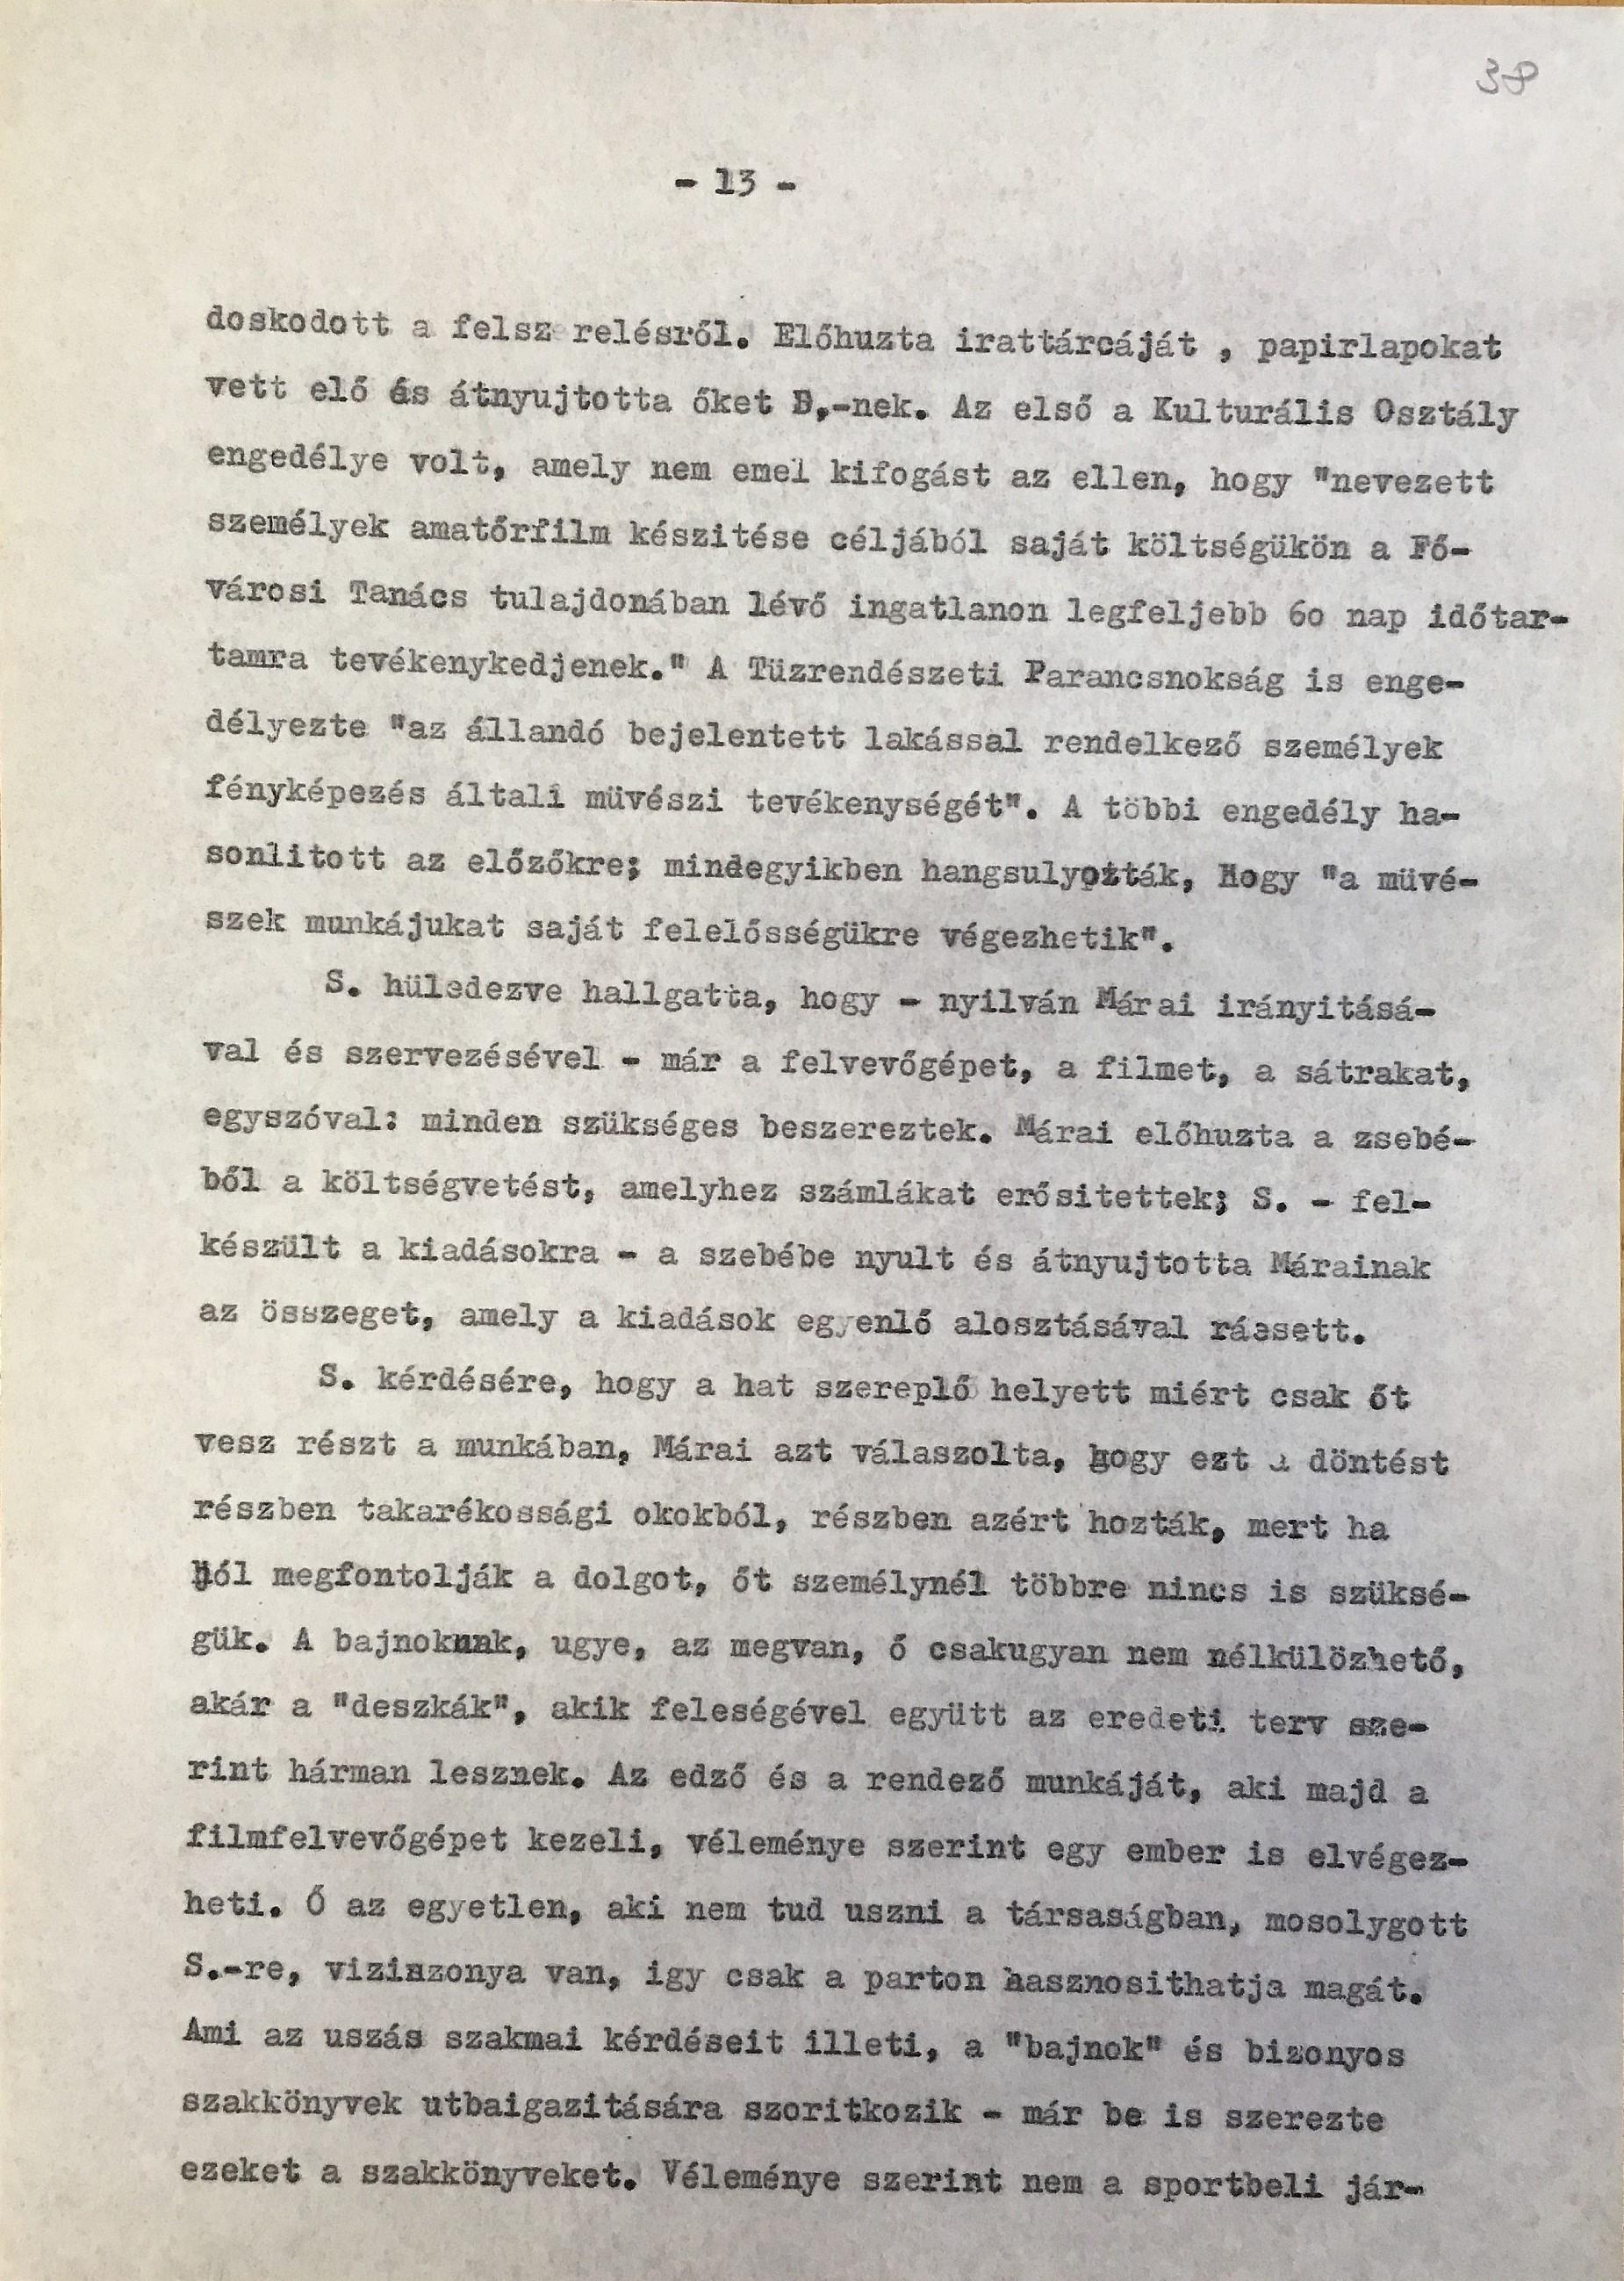 38
- 13 -
doskodott a felsze relésről. Előhuzta irattárcáját , papirlapokat
vett elő és átnyujtotta őket B.-nek. Az első a Kulturális Osztály
engedélye volt, amely nem emel kifogást az ellen, hogy "nevezett
személyek amatőrfilm készitése céljából saját költségükön a Fő-
városi Tanács tulajdonában lévő ingatlanon legfeljebb 6o nap időtar-
tamra tevékenykedjenek." A Tüzrendészeti Parancsnokság is enge-
délyezte "az állandó bejelentett lakással rendelkező személyek
fényképezés általi müvészi tevékenységét". A többi engedély ha-
sonlitott az előzőkre; mindegyikben hangsulyozták, Hogy "a müvé-
szek munkájukat saját felelősségükre végezhetik".
S. hüledezve hallgatta, hogy - nyilván Márai irányitásá-
val és szervezésével - már a felvevőgépet, a filmet, a sátrakat,
egyszóval: minden szükséges beszereztek. Márai előhuzta a zsebé-
ből a költségvetést, amelyhez számlákat erősitettek; S. - fel-
készült a kiadásokra - a szebébe nyult és átnyujtotta Márainak
az összeget, amely a kiadások egyenlő alosztásával ráesett.
S. kérdésére, hogy a hat szereplő helyett miért csak őt
vesz részt a munkában, Márai azt válaszolta, hogy ezt a döntést
részben takarékossági okokból, részben azért hozták, mert ha
jól megfontolják a dolgot, őt személynél többre nincs is szüksé-
gük. A bajnokunk, ugye, az megvan, ő csakugyan nem nélkülözhető,
akár a "deszkák", akik feleségével együtt az eredeti terv sze-
rint hárman lesznek. Az edző és a rendező munkáját, aki majd a
filmfelvevőgépet kezeli, véleménye szerint egy ember is elvégez-
heti. Ő az egyetlen, aki nem tud uszni a társaságban, mosolygott
S.-re, viziszonya van, igy csak a parton hasznosithatja magát.
Ami az uszás szakmai kérdéseit illeti, a "bajnok" és bizonyos
szakkönyvek utbaigazitására szoritkozik - már be is szerezte
ezeket a szakkönyveket. Véleménye szerint nem a sportbeli jár-